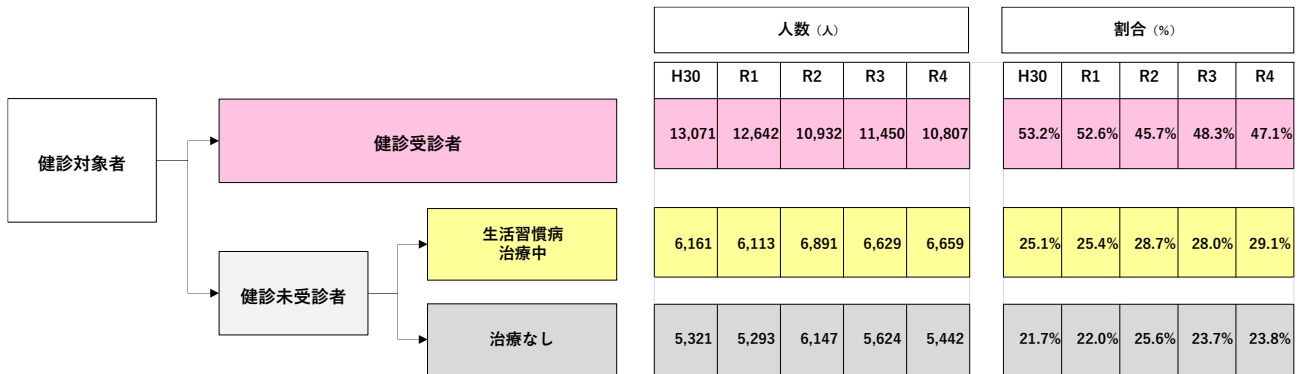 人数（人） 割合（%）
H30 R1 R2 R3 R4 H30 R1 R2 R3 R4
健診対象者
健診受診者 13,071 12,642 10,932 11,450 10,807 53.2% 52.6% 45.7% 48.3% 47.1%
健診未受診者
生活習慣病
治療中 6,161 6,113 6,891 6,629 6,659 25.1% 25.4% 28.7% 28.0% 29.1%
治療なし 5,321 5,293 6,147 5,624 5,442 21.7% 22.0% 25.6% 23.7% 23.8%